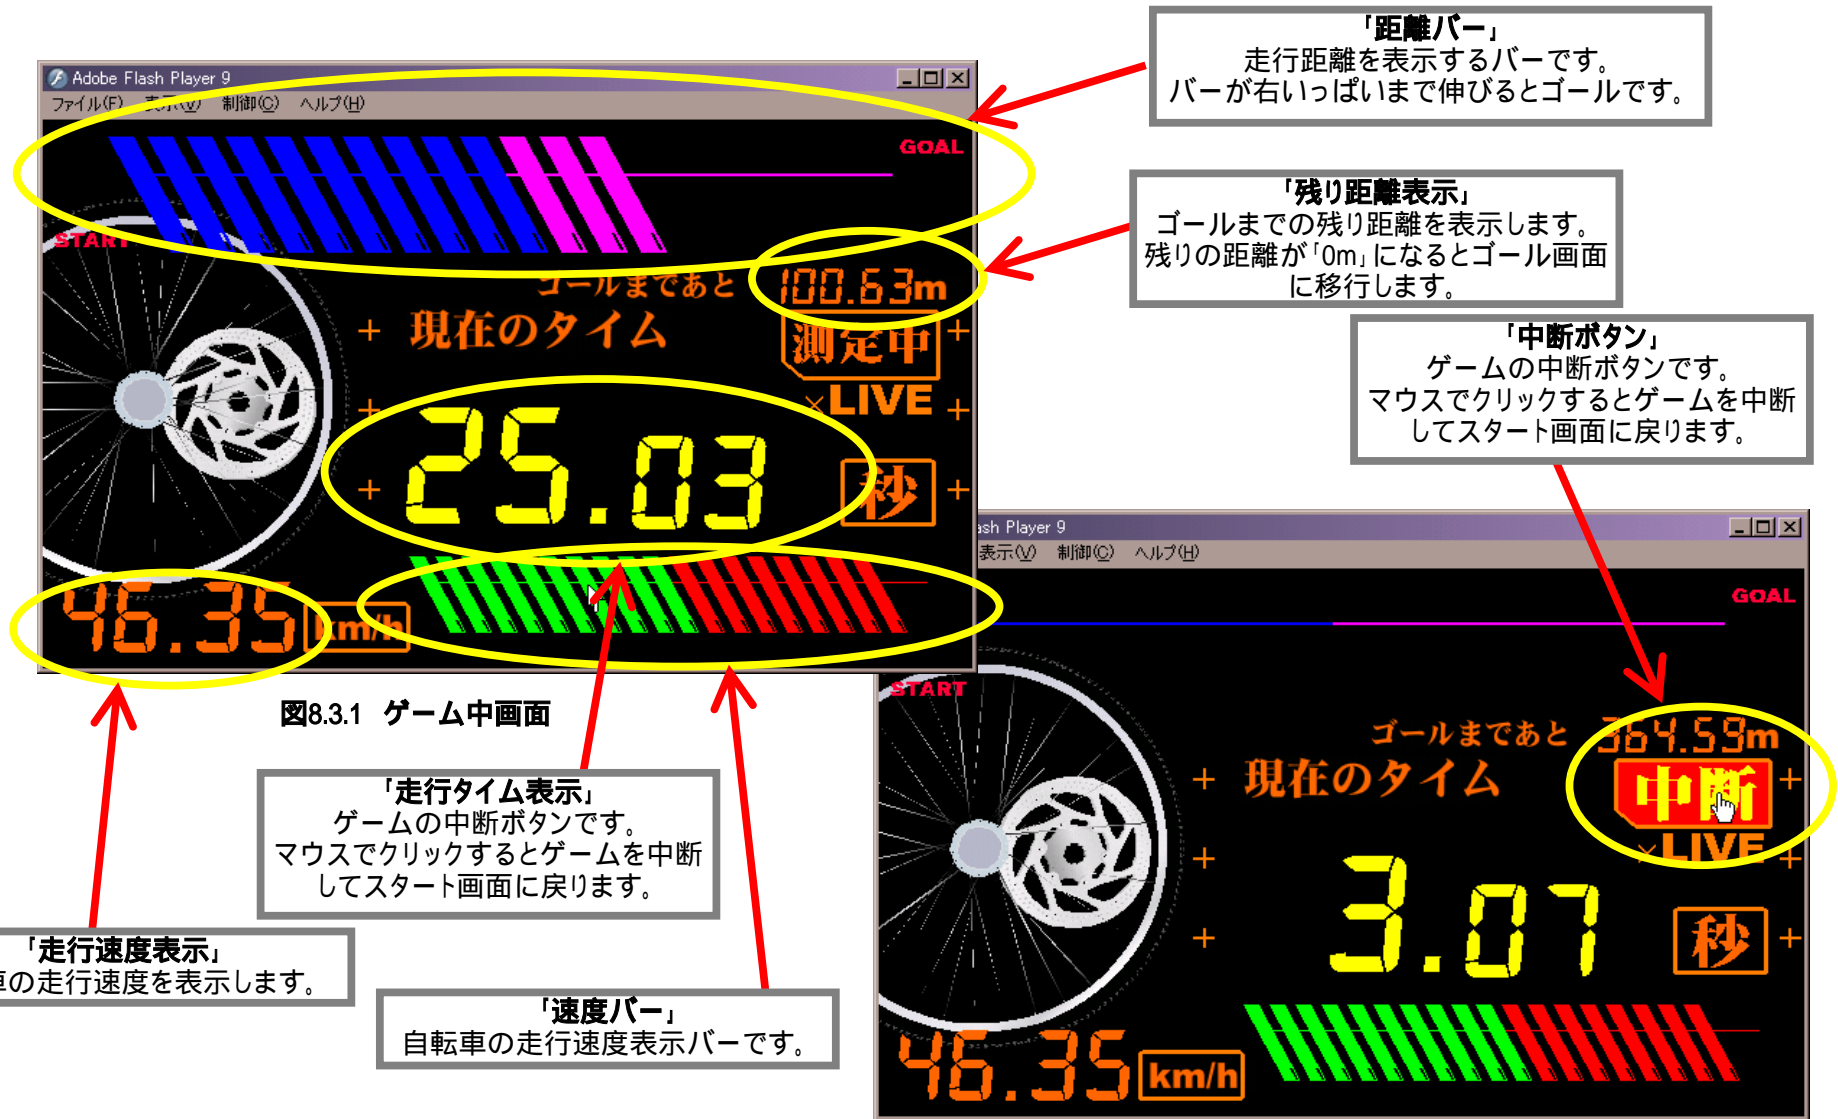 「距離バー」
走行距離を表示するバーです。
バーが右いっぱいまで伸びるとゴールです。
Adobe Flash Player 9
ファイル(F) 表示(V) 制御(C) ヘルプ(H)
GOAL
START
「残り距離表示」
ゴールまでの残り距離を表示します。
残りの距離が「0m」になるとゴール画面
に移行します。
ゴールまであと 100.63m
現在のタイム
測定中
×LIVE
25.03
秒
46.35 km/h
「中断ボタン」
ゲームの中断ボタンです。
マウスでクリックするとゲームを中断
してスタート画面に戻ります。
図8.3.1 ゲーム中画面
「走行タイム表示」
ゲームの中断ボタンです。
マウスでクリックするとゲームを中断
してスタート画面に戻ります。
「走行速度表示」
車の走行速度を表示します。
「速度バー」
自転車の走行速度表示バーです。
ash Player 9
表示(V) 制御(C) ヘルプ(H)
GOAL
START
ゴールまであと 364.59m
現在のタイム
中断
×LIVE
3.07
秒
46.35 km/h